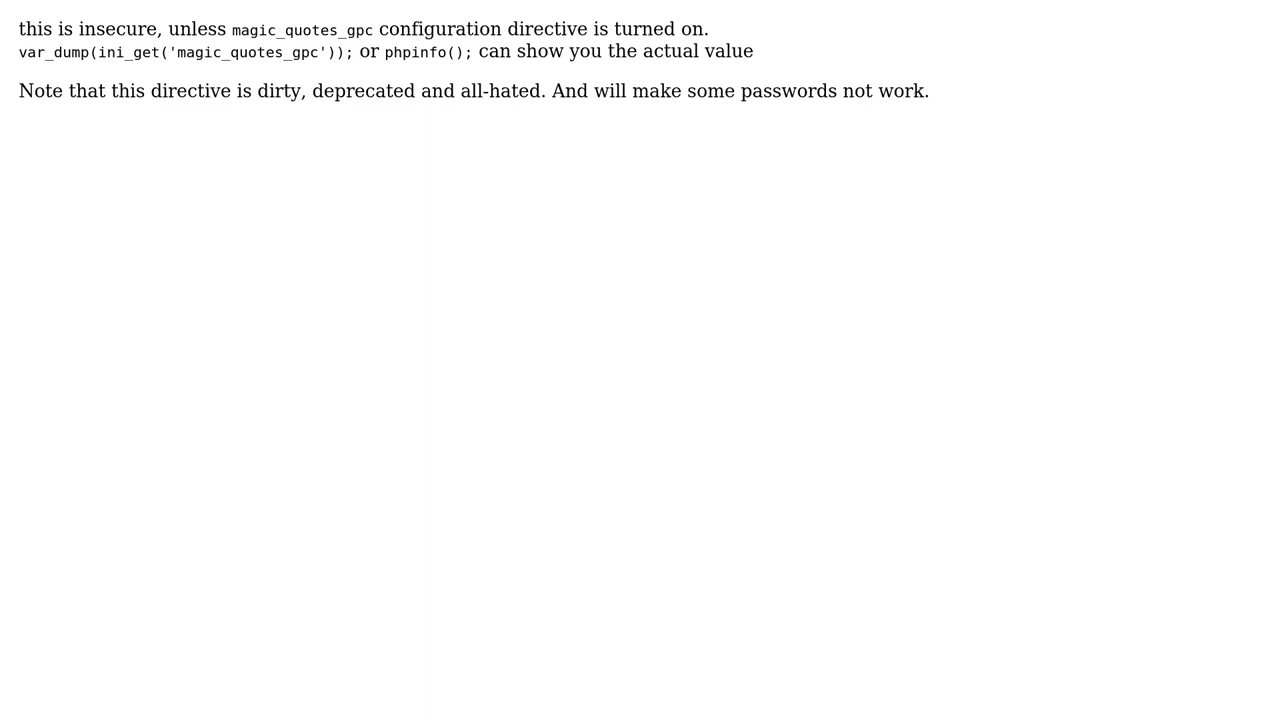 this is insecure, unless magic_quotes_gpc configuration directive is turned on.
var_dump(ini_get('magic_quotes_gpc')); or phpinfo(); can show you the actual value
Note that this directive is dirty, deprecated and all-hated. And will make some passwords not work.